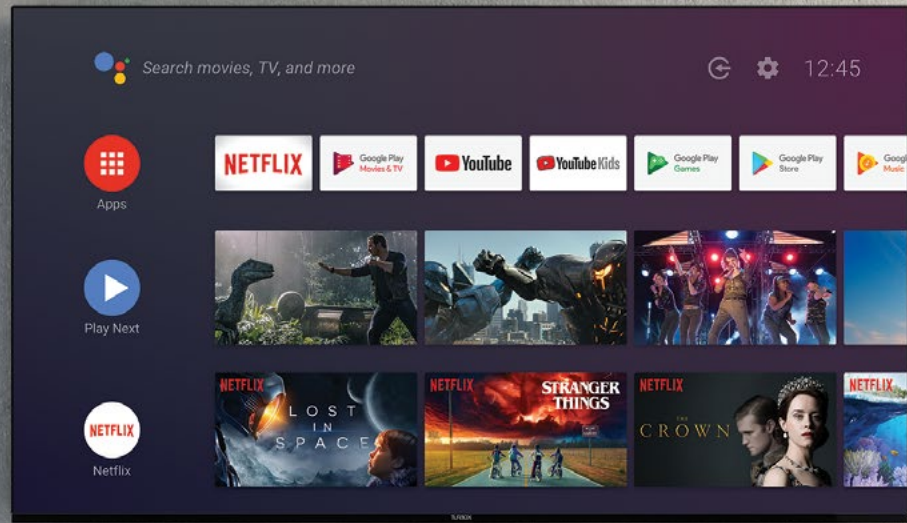 Search movies, TV, and more
12:45
Apps
NETFLIX
Google Play
Movies & TV
YouTube
YouTube Kids
Google Play
Games
Google Play
Store
Music
Play Next
NETFLIX
Netflix
NETFLIX
LOST
IN
SPACE
NETFLIX
STRANGER
THINGS
NETFLIX
THE
CROWN
NETFLIX